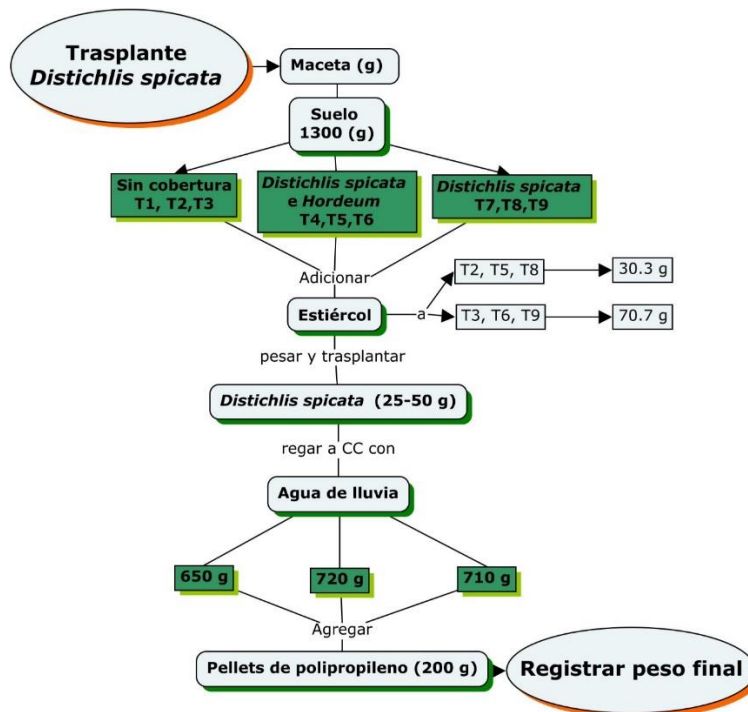 Trasplante
Distichlis spicata
Maceta (g)
Suelo
1300 (g)
Sin cobertura
T1, T2,T3
Distichlis spicata
e Hordeum
T4,T5,T6
Distichlis spicata
T7,T8,T9
Adicionar
Estiércol
a
T2, T5, T8
30.3 g
T3, T6, T9
70.7 g
pesar y trasplantar
Distichlis spicata (25-50 g)
regar a CC con
Agua de lluvia
650 g
720 g
710 g
Agregar
Pellets de polipropileno (200 g)
Registrar peso final